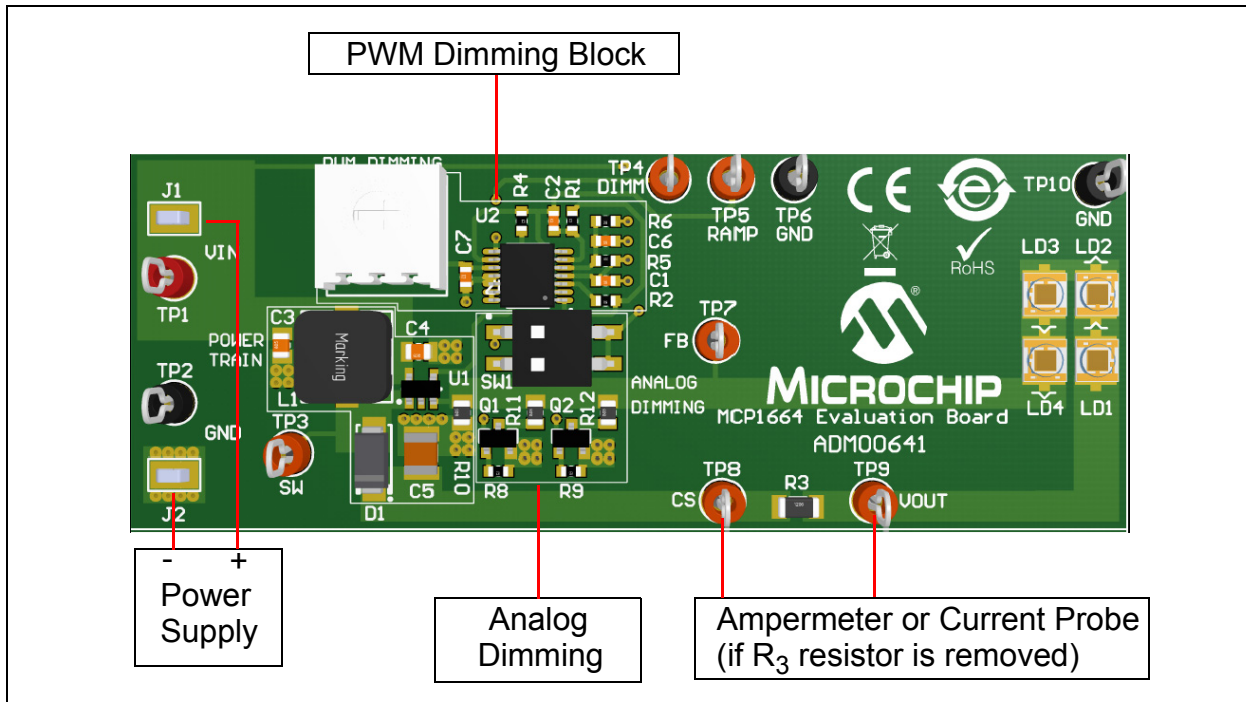 PWM Dimming Block
PWM DIMMING
J1
VIN
TP1
TP2
GND
J2
C3
POWER
TRAIN
L1
Marking
TP3
SW
D1
C4
U1
C5
R10
C7
U2
R4
C2
R1
R6
C6
R5
C1
R2
SW1
ANALOG
DIMMING
Q1
R11
Q2
R12
R8
R9
TP4
DIMM
TP5
RAMP
TP6
GND
TP7
FB
CE
e
RoHS
TP10
GND
LD3
LD2
LD4
LD1
®
MICROCHIP
MCP1664 Evaluation Board
ADM00641
TP8
CS
R3
TP9
VOUT
- +
Power
Supply
Analog
Dimming
Ampermeter or Current Probe
(if R3 resistor is removed)